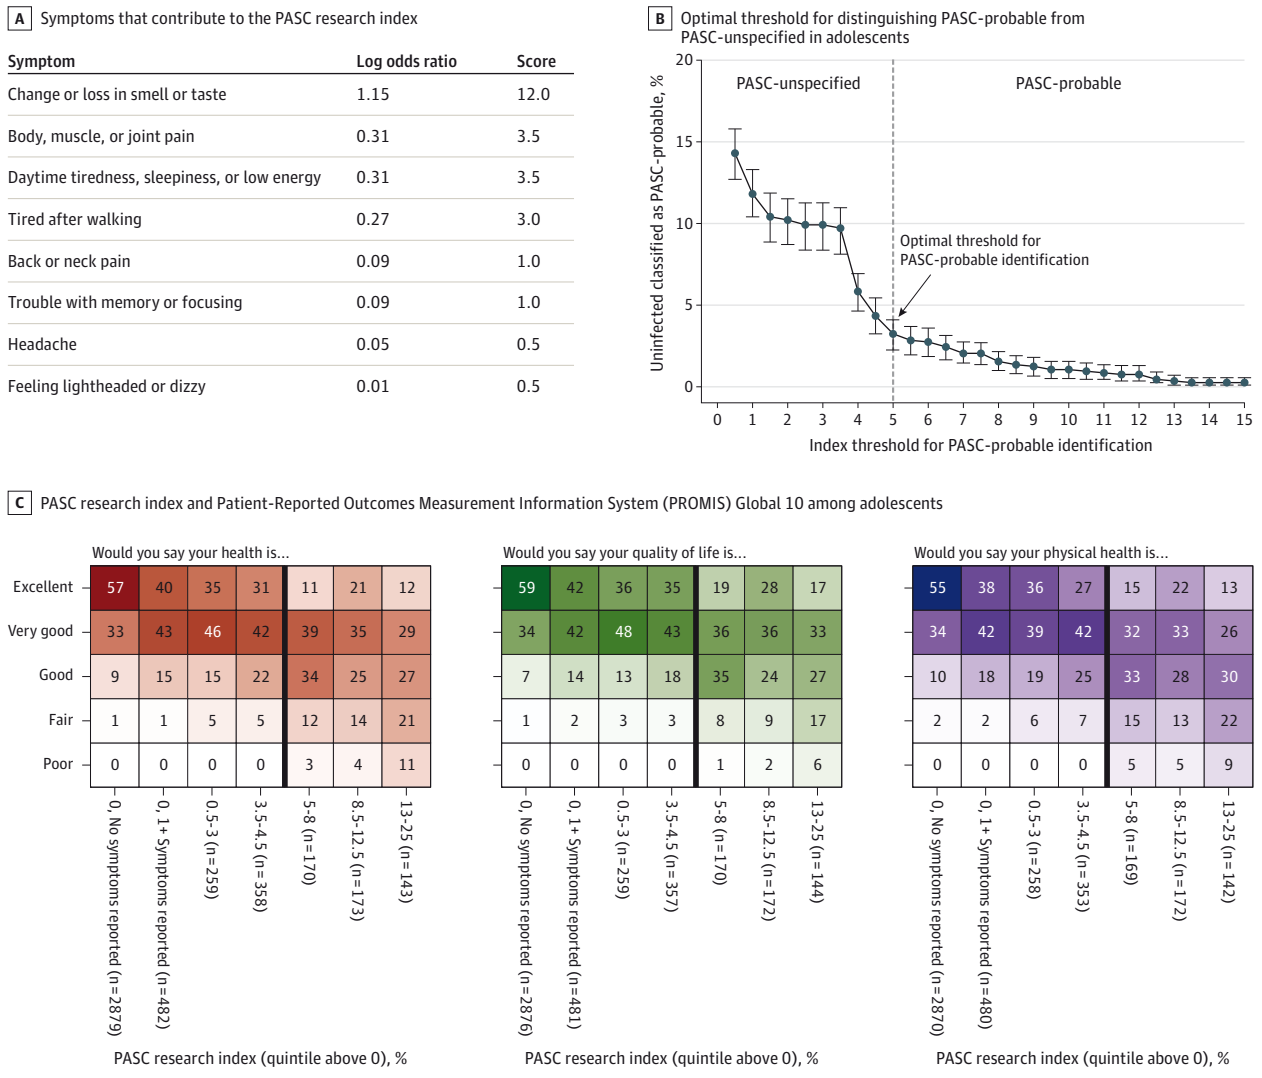 A Symptoms that contribute to the PASC research index
Symptom Log odds ratio Score
Change or loss in smell or taste 1.15 12.0
Body, muscle, or joint pain 0.31 3.5
Daytime tiredness, sleepiness, or low energy 0.31 3.5
Tired after walking 0.27 3.0
Back or neck pain 0.09 1.0
Trouble with memory or focusing 0.09 1.0
Headache 0.05 0.5
Feeling lightheaded or dizzy 0.01 0.5
B Optimal threshold for distinguishing PASC-probable from
PASC-unspecified in adolescents
Uninfected classified as PASC-probable, %
20
15
10
5
0
PASC-unspecified PASC-probable
Optimal threshold for
PASC-probable identification
0 1 2 3 4 5 6 7 8 9 10 11 12 13 14 15
Index threshold for PASC-probable identification
C PASC research index and Patient-Reported Outcomes Measurement Information System (PROMIS) Global 10 among adolescents
Would you say your health is...
Excellent 57 40 35 31 11 21 12
Very good 33 43 46 42 39 35 29
Good 9 15 15 22 34 25 27
Fair 1 1 5 5 12 14 21
Poor 0 0 0 0 3 4 11
0, No symptoms reported (n=2879)
0, 1+ Symptoms reported (n=482)
0.5-3 (n=259)
3.5-4.5 (n=358)
5-8 (n=170)
8.5-12.5 (n=173)
13-25 (n=143)
PASC research index (quintile above 0), %
Would you say your quality of life is...
59 42 36 35 19 28 17
34 42 48 43 36 36 33
7 14 13 18 35 24 27
1 2 3 3 8 9 17
0 0 0 0 1 2 6
0, No symptoms reported (n=2876)
0, 1+ Symptoms reported (n=481)
0.5-3 (n=259)
3.5-4.5 (n=357)
5-8 (n=170)
8.5-12.5 (n=172)
13-25 (n=144)
PASC research index (quintile above 0), %
Would you say your physical health is...
55 38 36 27 15 22 13
34 42 39 42 32 33 26
10 18 19 25 33 28 30
2 2 6 7 15 13 22
0 0 0 0 5 5 9
0, No symptoms reported (n=2870)
0, 1+ Symptoms reported (n=480)
0.5-3 (n=258)
3.5-4.5 (n=353)
5-8 (n=169)
8.5-12.5 (n=172)
13-25 (n=142)
PASC research index (quintile above 0), %